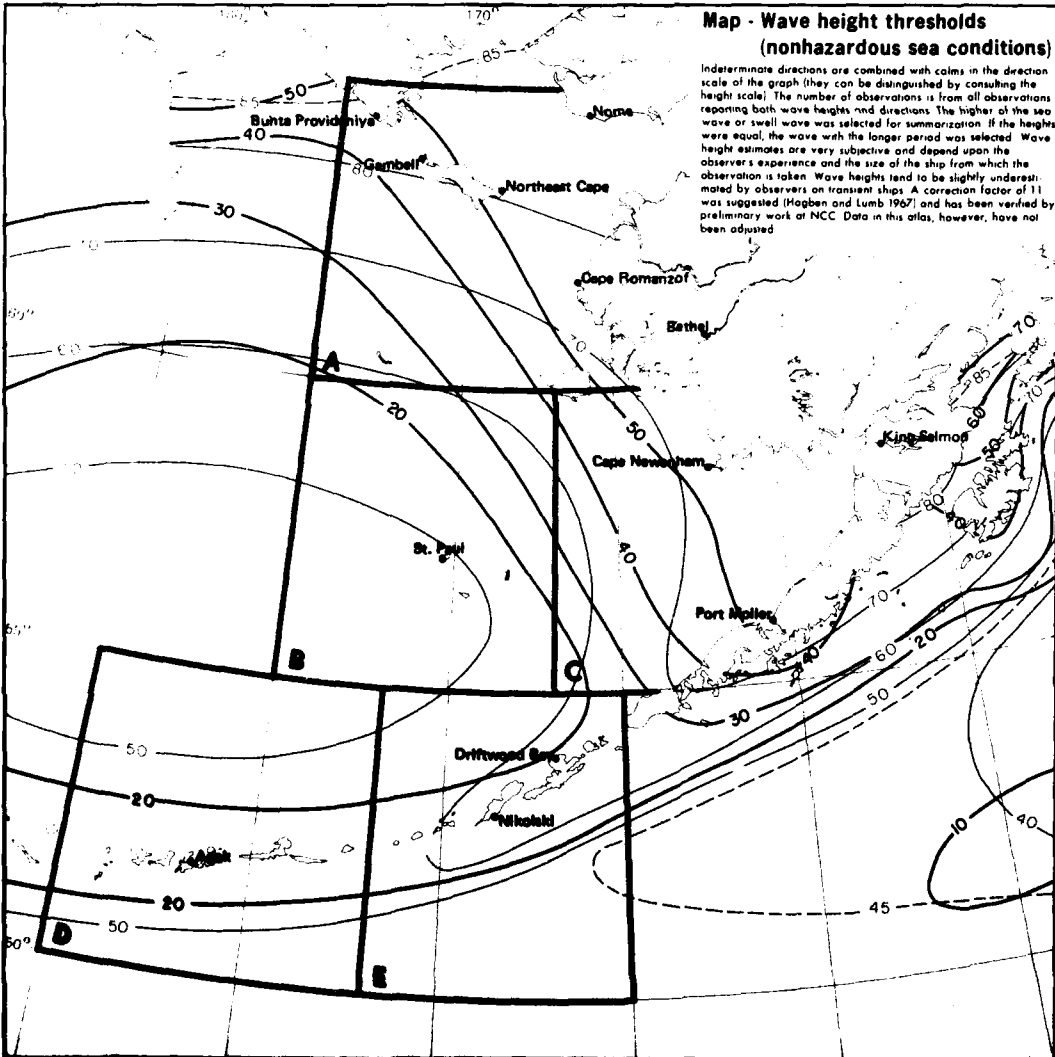 Map - Wave height thresholds
(nonhazardous sea conditions)
Indeterminate directions are combined with calms in the direction
scale of the graph (they can be distinguished by consulting the
height scale) The number of observations is from all observations
reporting both wave heights and directions The higher of the sea
wave or swell wave was selected for summarization If the heights
were equal, the wave with the longer period was selected Wave
height estimates are very subjective and depend upon the
observer s experience and the size of the ship from which the
observation is taken Wave heights tend to be slightly underesti-
mated by observers on transient ships A correction factor of 11
was suggested (Hogben and Lumb 1967) and has been verified by
preliminary work at NCC Data in this atlas, however, have not
been adjusted
170°
85
50
85
Buhta Provideniya
Nome
40
Gambell
80
Northeast Cape
30
Cape Romanzof
Bethel
60
A
20
70
50
70
85
70
60
King Salmon
50
Cape Newenham
80
40
St. Paul
40
Port Moller
70
B
C
40
60
20
50
30
50
Driftwood Bay
20
Nikolski
10
40
Adak
20
50
45
50°
D
E